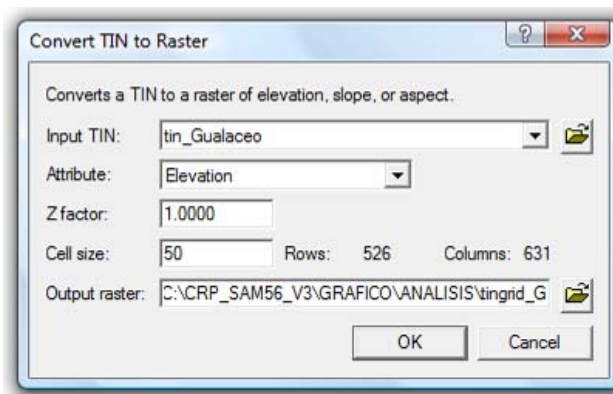 Convert TIN to Raster
Converts a TIN to a raster of elevation, slope, or aspect.
Input TIN: tin_Gualaceo
Attribute: Elevation
Z factor: 1.0000
Cell size: 50 Rows: 526 Columns: 631
Output raster: C:\CRP_SAM56_V3\GRAFICO\ANALISIS\tingrid_G
OK Cancel